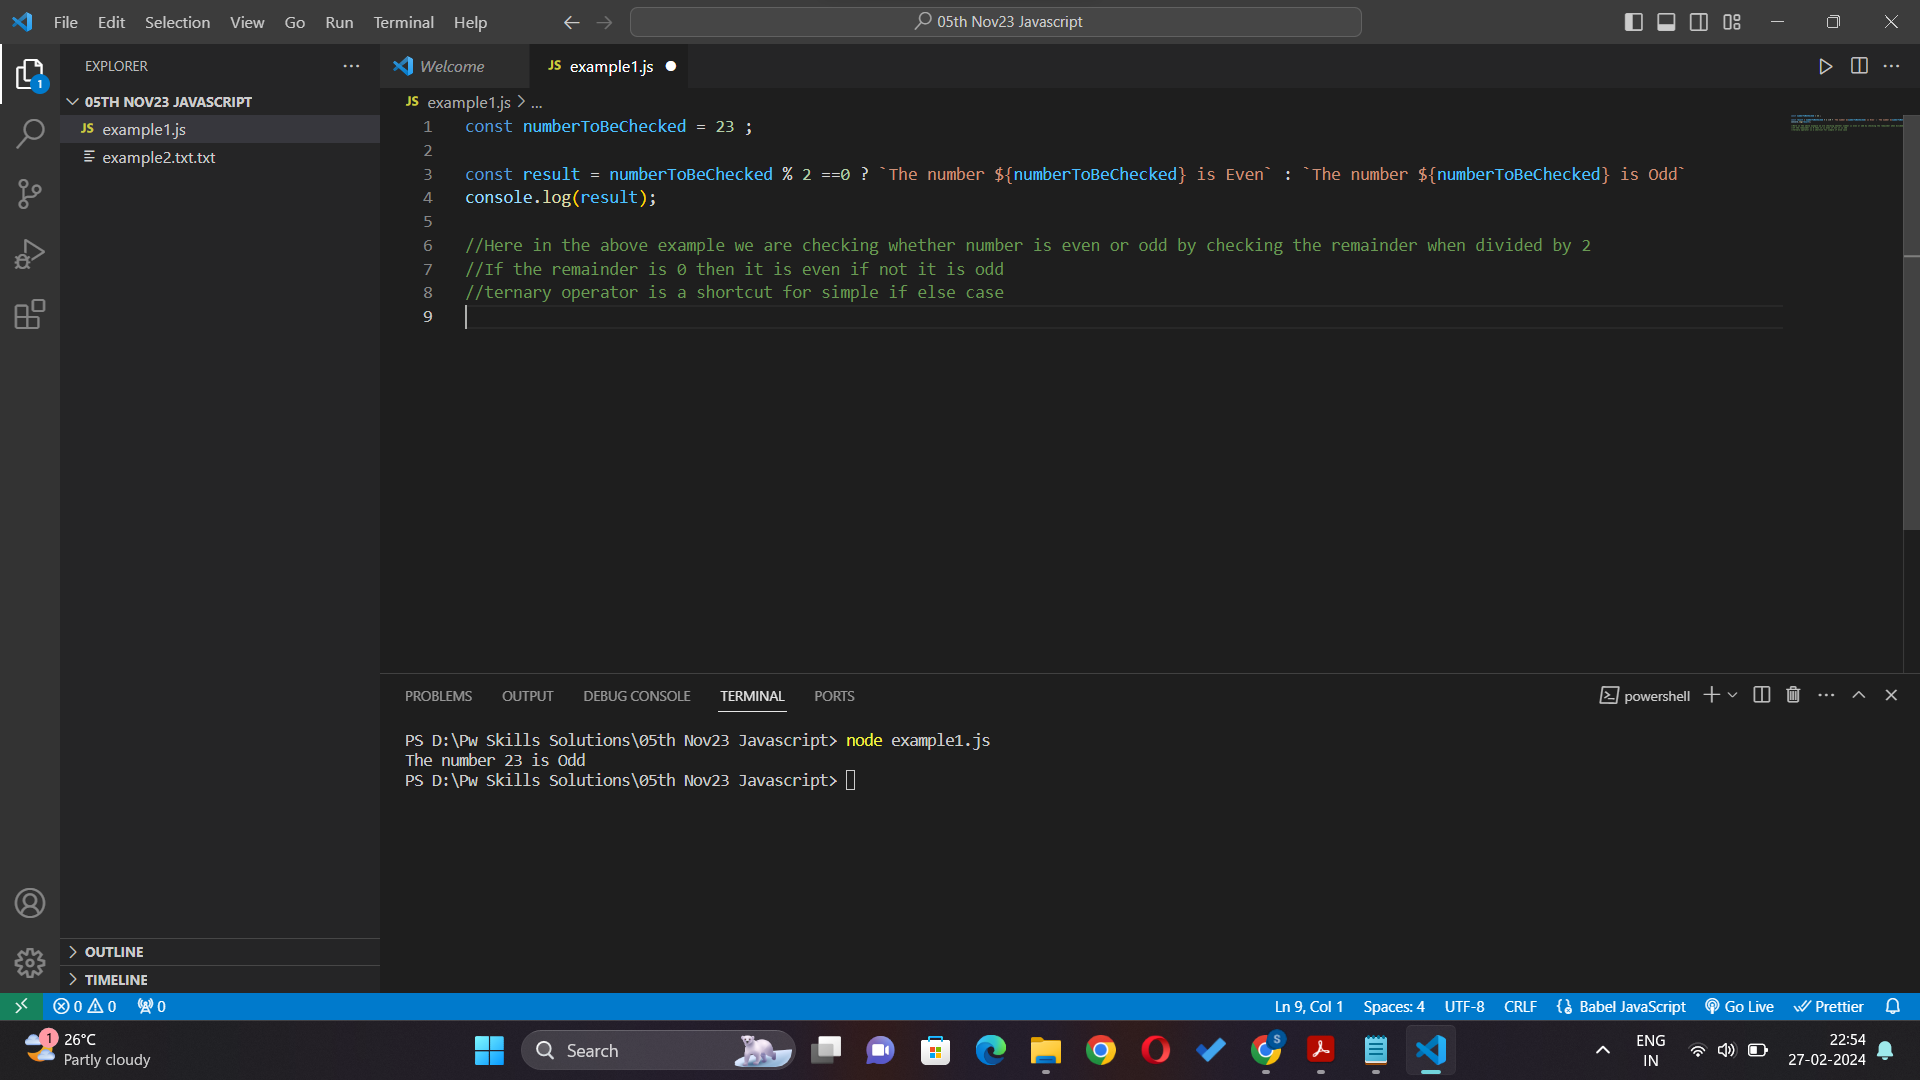 File Edit Selection View Go Run Terminal Help
05th Nov23 Javascript
EXPLORER
Welcome
JS example1.js
1
05TH NOV23 JAVASCRIPT
JS example1.js
example2.txt.txt
JS example1.js > ...
1 const numberToBeChecked = 23 ;
2
3 const result = numberToBeChecked % 2 ==0 ? `The number ${numberToBeChecked} is Even` : `The number ${numberToBeChecked} is Odd`
4 console.log(result);
5
6 //Here in the above example we are checking whether number is even or odd by checking the remainder when divided by 2
7 //If the remainder is 0 then it is even if not it is odd
8 //ternary operator is a shortcut for simple if else case
9
PROBLEMS OUTPUT DEBUG CONSOLE TERMINAL PORTS
powershell
PS D:\Pw Skills Solutions\05th Nov23 Javascript> node example1.js
The number 23 is Odd
PS D:\Pw Skills Solutions\05th Nov23 Javascript>
OUTLINE
TIMELINE
0 0 0
Ln 9, Col 1 Spaces: 4 UTF-8 CRLF Babel JavaScript Go Live Prettier
1
26°C
Partly cloudy
Search
S
ENG
IN
22:54
27-02-2024